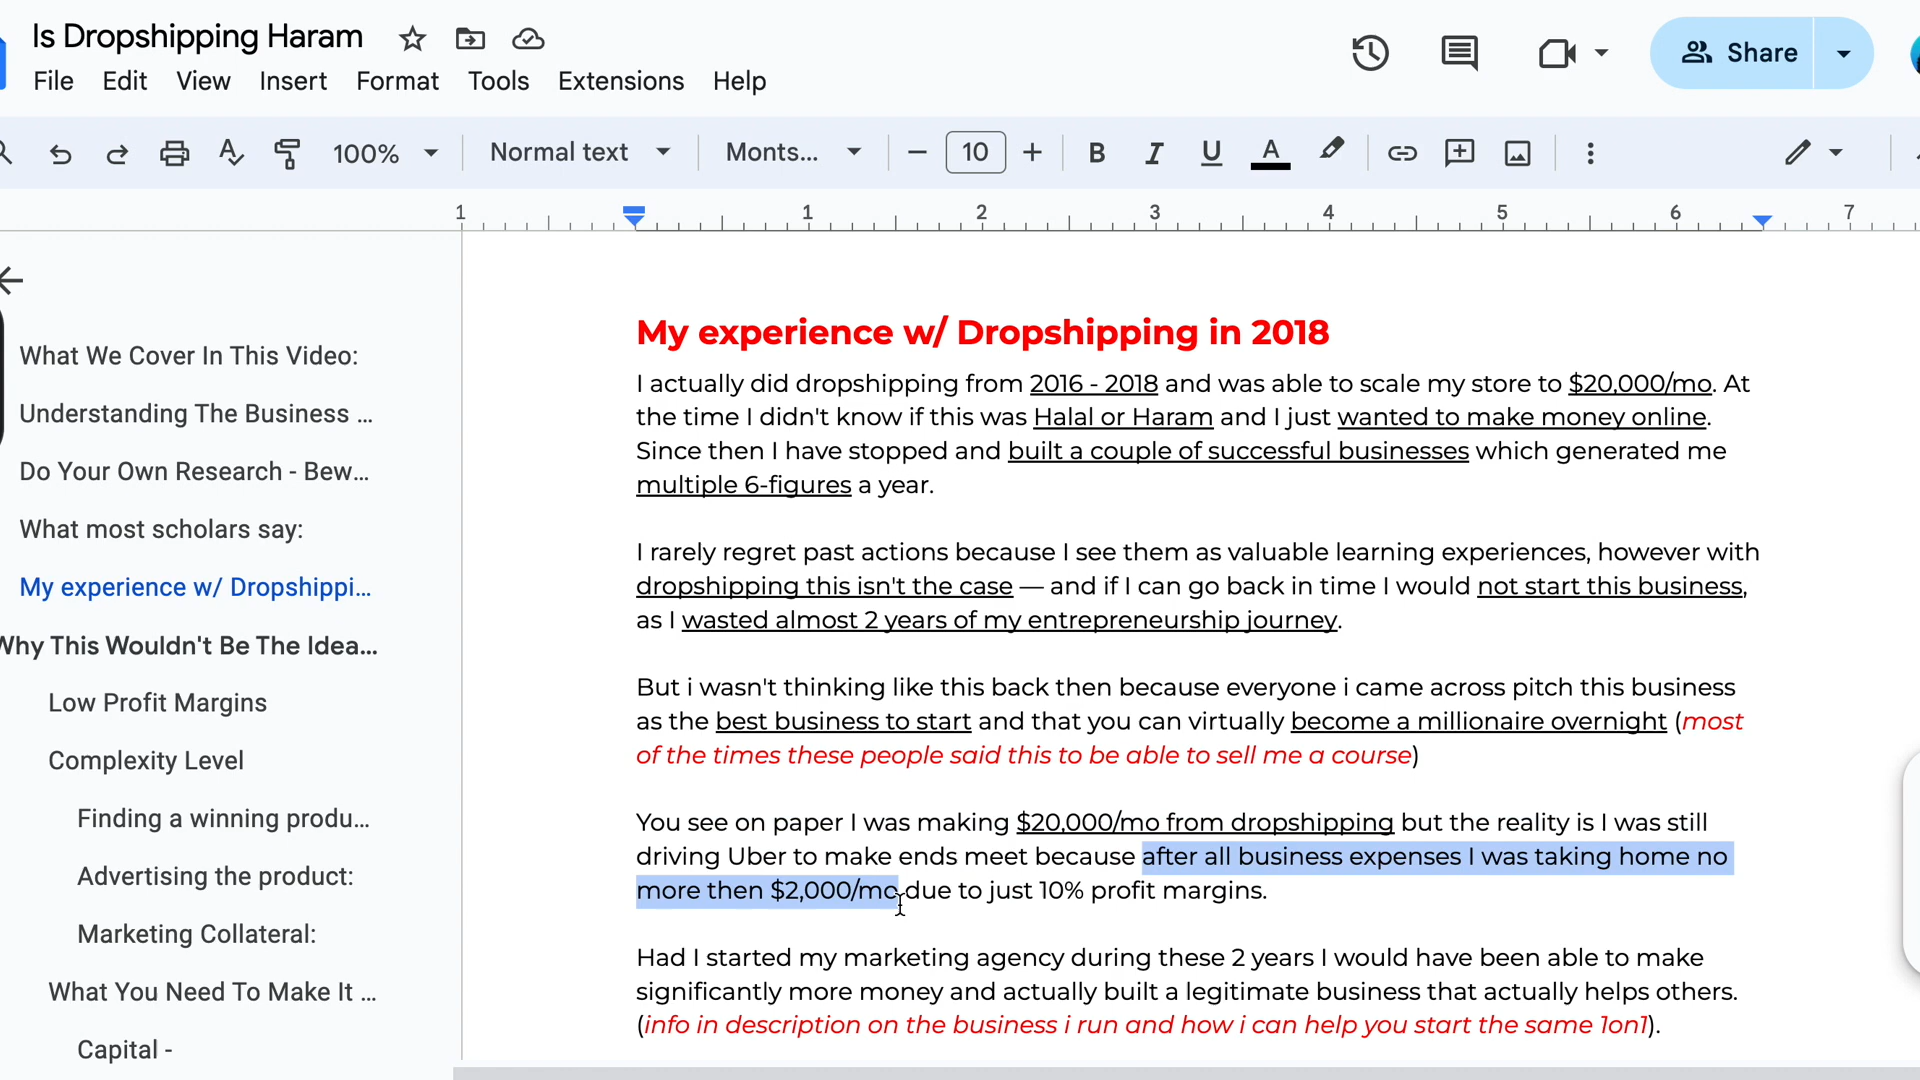 Is Dropshipping Haram
File Edit View Insert Format Tools Extensions Help
Share
100% Normal text Monts... 10 B I U A
1 1 2 3 4 5 6 7
What We Cover In This Video:
Understanding The Business ...
Do Your Own Research - Bew...
What most scholars say:
My experience w/ Dropshippi...
Why This Wouldn't Be The Idea...
Low Profit Margins
Complexity Level
Finding a winning produ...
Advertising the product:
Marketing Collateral:
What You Need To Make It ...
Capital -
My experience w/ Dropshipping in 2018
I actually did dropshipping from 2016 - 2018 and was able to scale my store to $20,000/mo. At
the time I didn't know if this was Halal or Haram and I just wanted to make money online.
Since then I have stopped and built a couple of successful businesses which generated me
multiple 6-figures a year.
I rarely regret past actions because I see them as valuable learning experiences, however with
dropshipping this isn't the case — and if I can go back in time I would not start this business,
as I wasted almost 2 years of my entrepreneurship journey.
But i wasn't thinking like this back then because everyone i came across pitch this business
as the best business to start and that you can virtually become a millionaire overnight (most
of the times these people said this to be able to sell me a course)
You see on paper I was making $20,000/mo from dropshipping but the reality is I was still
driving Uber to make ends meet because after all business expenses I was taking home no
more then $2,000/mo due to just 10% profit margins.
Had I started my marketing agency during these 2 years I would have been able to make
significantly more money and actually built a legitimate business that actually helps others.
(info in description on the business i run and how i can help you start the same 1on1).